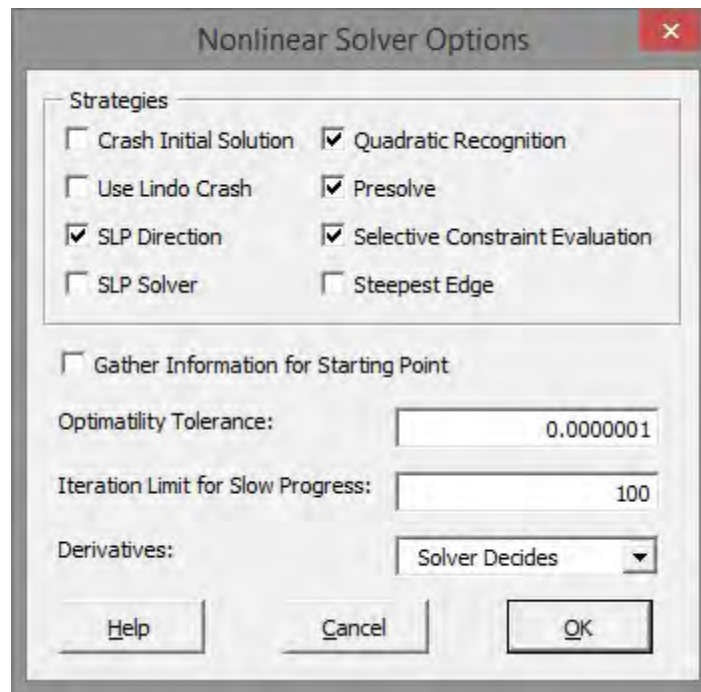 Nonlinear Solver Options
Strategies
Crash Initial Solution
Quadratic Recognition
Use Lindo Crash
Presolve
SLP Direction
Selective Constraint Evaluation
SLP Solver
Steepest Edge
Gather Information for Starting Point
Optimatility Tolerance:
0.0000001
Iteration Limit for Slow Progress:
100
Derivatives:
Solver Decides
Help
Cancel
OK